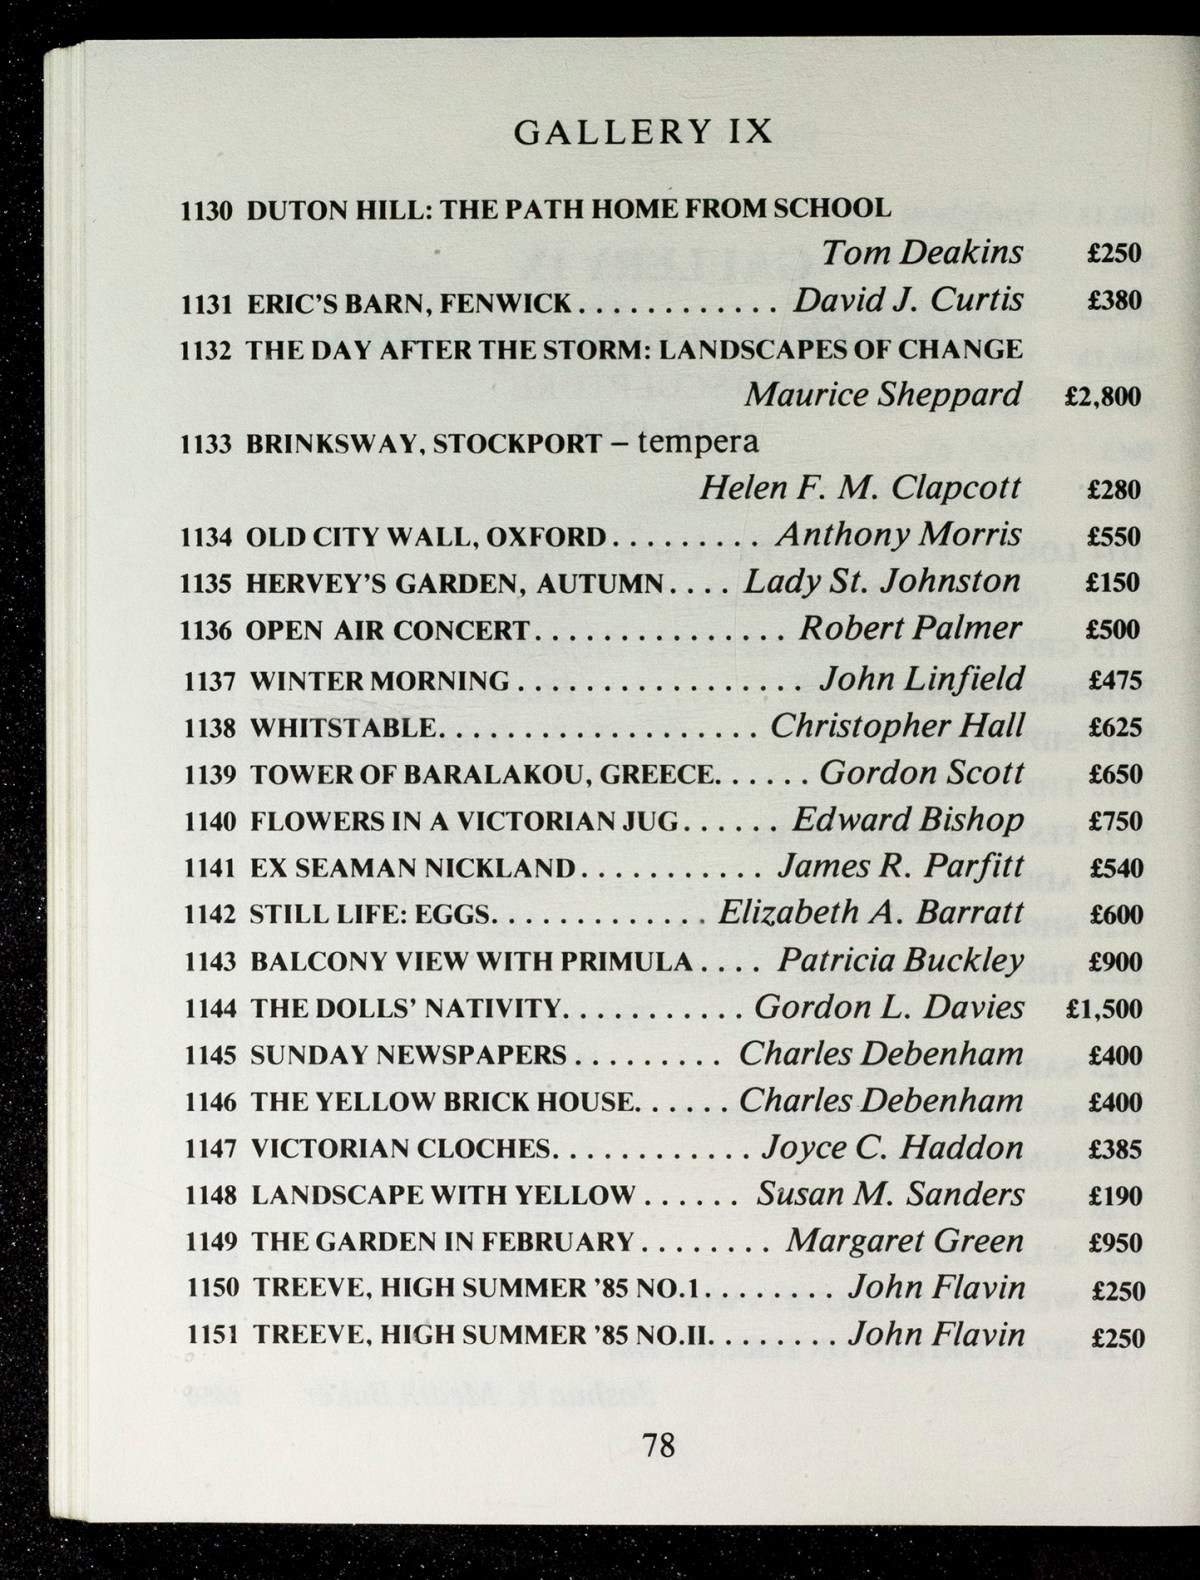 GALLERY IX
1130 DUTON HILL: THE PATH HOME FROM SCHOOL
Tom Deakins £250
1131 ERIC'S BARN, FENWICK............ David J. Curtis £380
1132 THE DAY AFTER THE STORM: LANDSCAPES OF CHANGE
Maurice Sheppard £2,800
1133 BRINKSWAY, STOCKPORT – tempera
Helen F. M. Clapcott £280
1134 OLD CITY WALL, OXFORD......... Anthony Morris £550
1135 HERVEY'S GARDEN, AUTUMN.... Lady St. Johnston £150
1136 OPEN AIR CONCERT............... Robert Palmer £500
1137 WINTER MORNING................. John Linfield £475
1138 WHITSTABLE................... Christopher Hall £625
1139 TOWER OF BARALAKOU, GREECE...... Gordon Scott £650
1140 FLOWERS IN A VICTORIAN JUG...... Edward Bishop £750
1141 EX SEAMAN NICKLAND........... James R. Parfitt £540
1142 STILL LIFE: EGGS............. Elizabeth A. Barratt £600
1143 BALCONY VIEW WITH PRIMULA.... Patricia Buckley £900
1144 THE DOLLS' NATIVITY........... Gordon L. Davies £1,500
1145 SUNDAY NEWSPAPERS......... Charles Debenham £400
1146 THE YELLOW BRICK HOUSE...... Charles Debenham £400
1147 VICTORIAN CLOCHES............ Joyce C. Haddon £385
1148 LANDSCAPE WITH YELLOW...... Susan M. Sanders £190
1149 THE GARDEN IN FEBRUARY........ Margaret Green £950
1150 TREEVE, HIGH SUMMER '85 NO.I........ John Flavin £250
1151 TREEVE, HIGH SUMMER '85 NO.II........ John Flavin £250
78